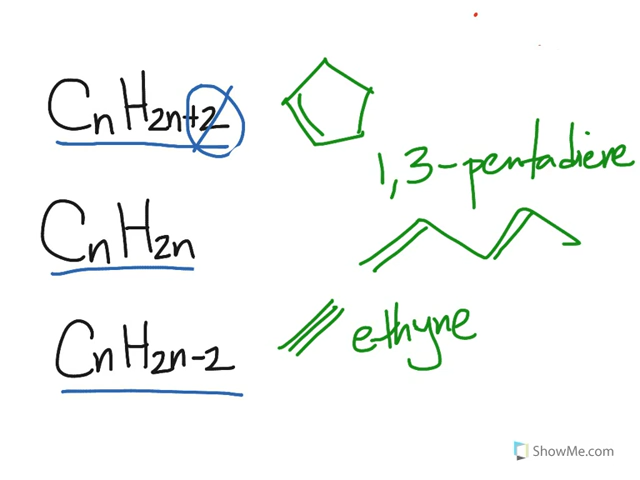 CnH2n+2
1,3-pentadiene
CnH2n
CnH2n-2
ethyne
ShowMe.com